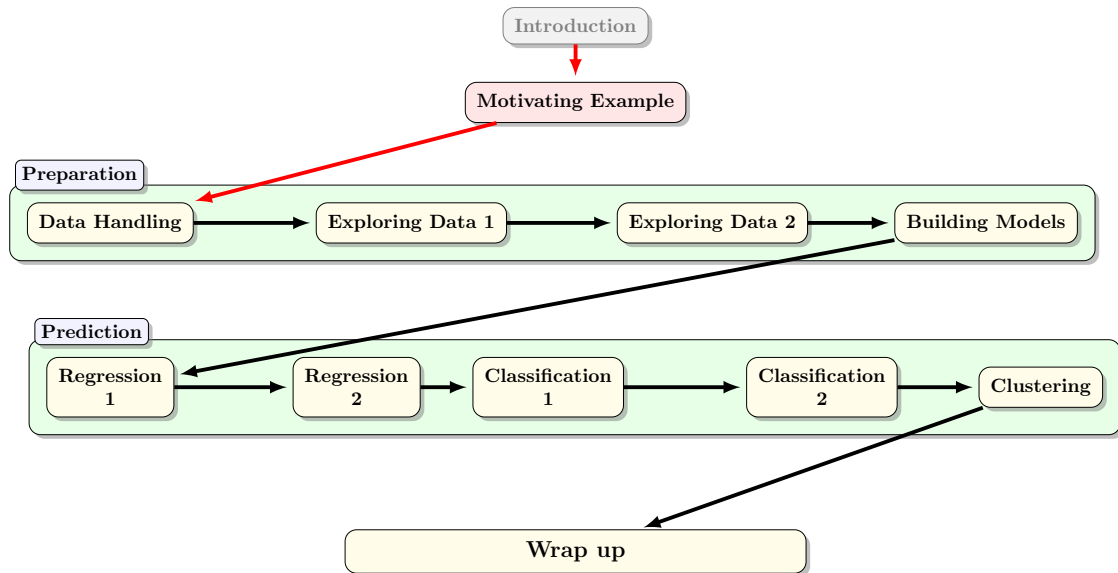 Introduction
Motivating Example
Preparation
Data Handling
Exploring Data 1
Exploring Data 2
Building Models
Prediction
Regression
1
Regression
2
Classification
1
Classification
2
Clustering
Wrap up